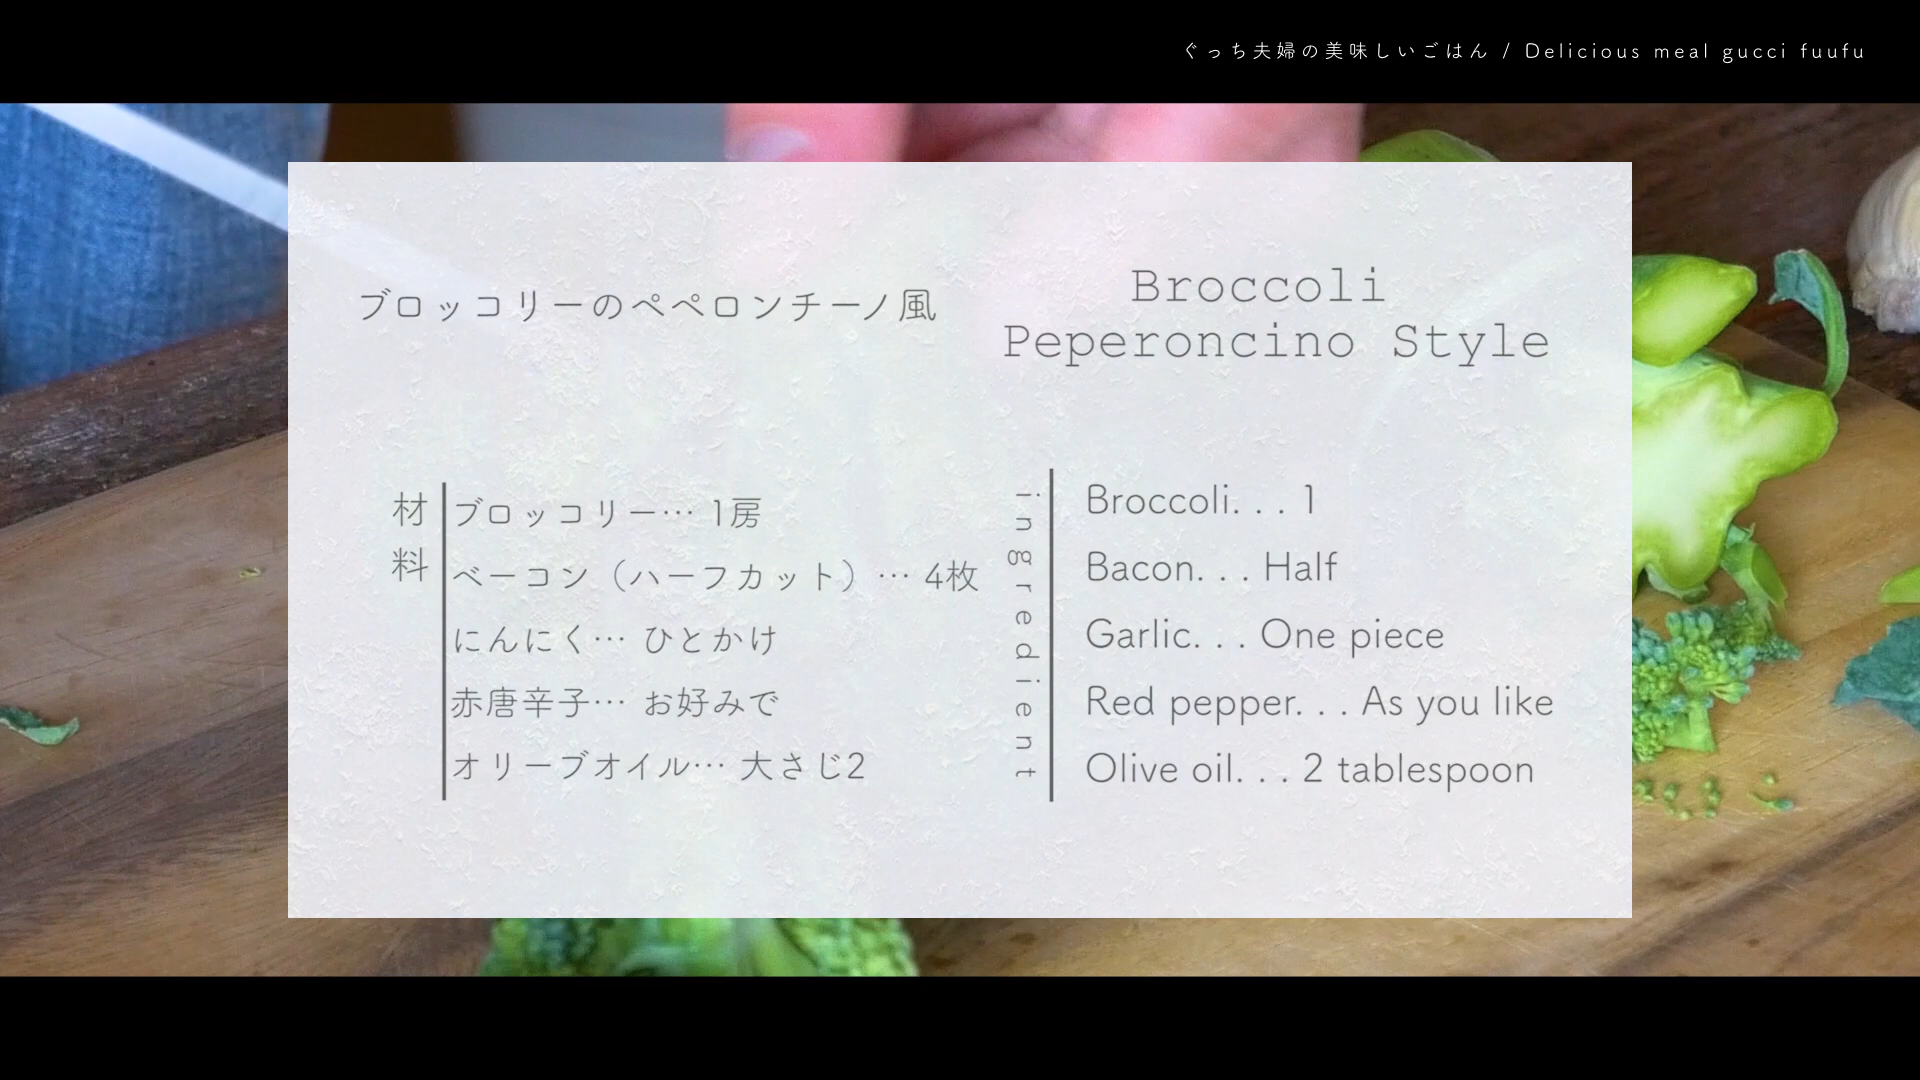 ぐっち夫婦の美味しいごはん / Delicious meal gucci fuufu
ブロッコリーのペペロンチーノ風
材料
ブロッコリー… 1房
ベーコン（ハーフカット）… 4枚
にんにく… ひとかけ
赤唐辛子… お好みで
オリーブオイル… 大さじ2
Broccoli
Peperoncino Style
ingredient
Broccoli. . . 1
Bacon. . . Half
Garlic. . . One piece
Red pepper. . . As you like
Olive oil. . . 2 tablespoon